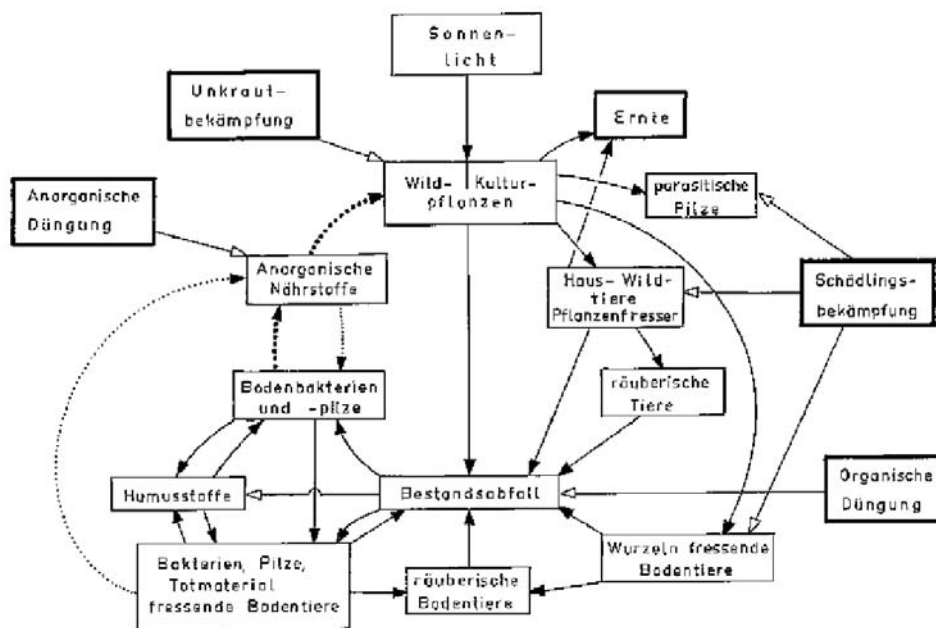 Sonnen-
licht
Unkraut-
bekämpfung
Ernte
Wild- Kultur-
pflanzen
parasitische
Pilze
Anorganische
Düngung
Anorganische
Nährstoffe
Haus- Wild-
tiere
Pflanzenfresser
Schädlings-
bekämpfung
Bodenbakterien
und -pilze
räuberische
Tiere
Humusstoffe
Bestandsabfall
Organische
Düngung
Bakterien, Pilze,
Totmaterial
fressende Bodentiere
räuberische
Bodentiere
Wurzeln fressende
Bodentiere